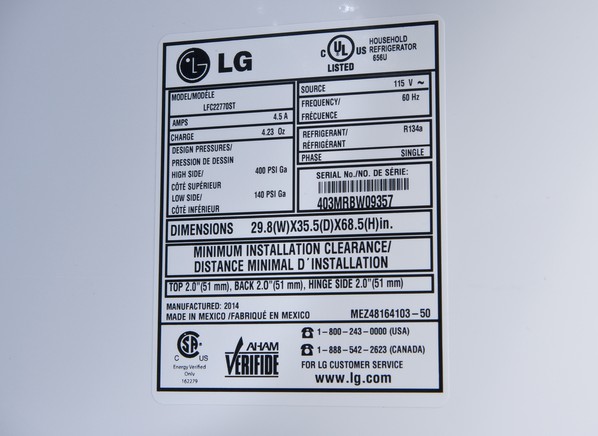 LG
C UL US
LISTED
HOUSEHOLD
REFRIGERATOR
656U
MODEL/MODÈLE
LFC22770ST
AMPS 4.5 A
CHARGE 4.23 Oz
DESIGN PRESSURES/
PRESSION DE DESSIN
HIGH SIDE/ 400 PSI Ga
CÔTÉ SUPÉRIEUR
LOW SIDE/ 140 PSI Ga
CÔTÉ INFÉRIEUR
SOURCE 115 V ~
FREQUENCY/ 60 Hz
FRÉCUENCE
REFRIGERANT/ R134a
RÉFRIGÉRANT
PHASE SINGLE
SERIAL No./NO. DE SÉRIE:
403MRBW09357
DIMENSIONS 29.8(W)X35.5(D)X68.5(H)in.
MINIMUM INSTALLATION CLEARANCE/
DISTANCE MINIMAL D´INSTALLATION
TOP 2.0"(51 mm), BACK 2.0"(51 mm), HINGE SIDE 2.0"(51 mm)
MANUFACTURED: 2014
MADE IN MEXICO /FABRIQUÉ EN MEXICO MEZ48164103-50
C SA US
Energy Verified
Only
162279
AHAM
VERIFIDE
1-800-243-0000 (USA)
1-888-542-2623 (CANADA)
FOR LG CUSTOMER SERVICE
www.lg.com